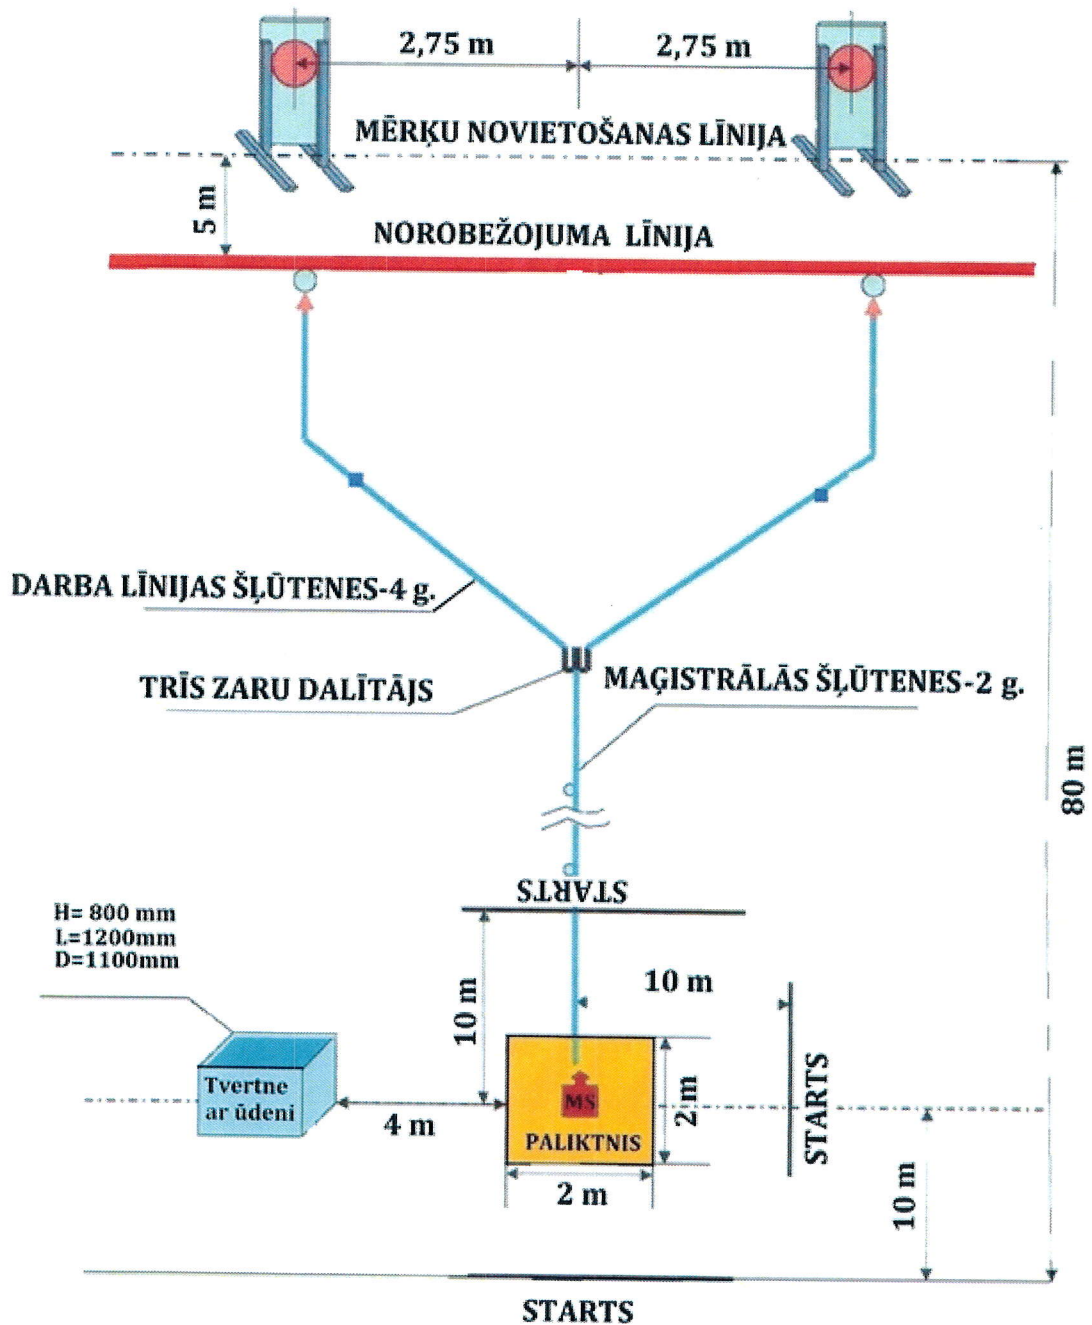 2,75 m
2,75 m
MĒRĶU NOVIETOŠANAS LĪNIJA
5 m
NOROBEŽOJUMA LĪNIJA
DARBA LĪNIJAS ŠĻŪTENES-4 g.
TRĪS ZARU DALĪTĀJS
MAĢISTRĀLĀS ŠĻŪTENES-2 g.
80 m
STARTS
H= 800 mm
L=1200mm
D=1100mm
10 m
10 m
Tvertne
ar ūdeni
4 m
MS
PALIKTNIS
2 m
2 m
STARTS
10 m
STARTS